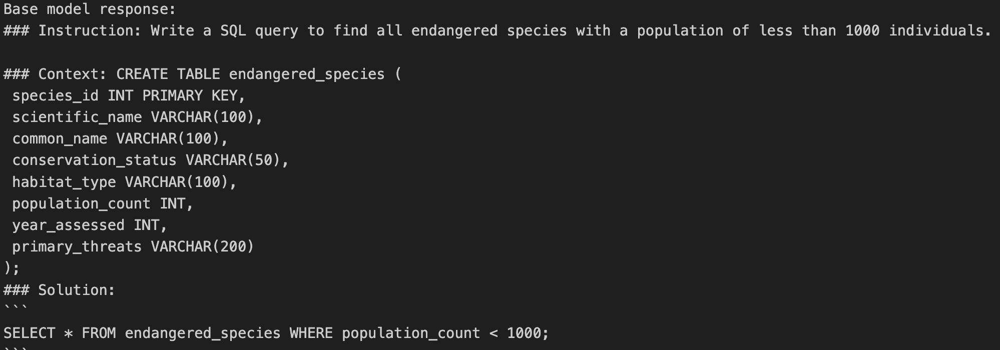 Base model response:
### Instruction: Write a SQL query to find all endangered species with a population of less than 1000 individuals.
### Context: CREATE TABLE endangered_species (
species_id INT PRIMARY KEY,
scientific_name VARCHAR(100),
common_name VARCHAR(100),
conservation_status VARCHAR(50),
habitat_type VARCHAR(100),
population_count INT,
year_assessed INT,
primary_threats VARCHAR(200)
);
### Solution:
```
SELECT * FROM endangered_species WHERE population_count < 1000;
```